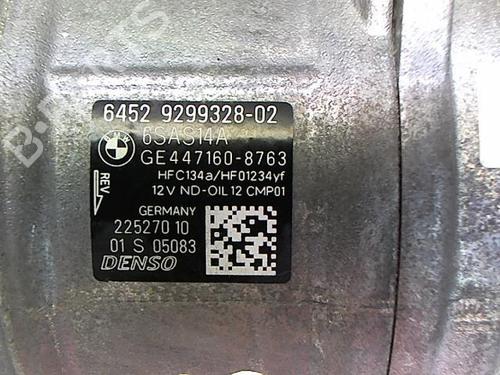 6452 9299328-02
6SAS14A
GE447160-8763
REV
HFC134a/HFO1234yf
12V ND-OIL 12 CMP01
GERMANY
225270 10
01 S 05083
DENSO